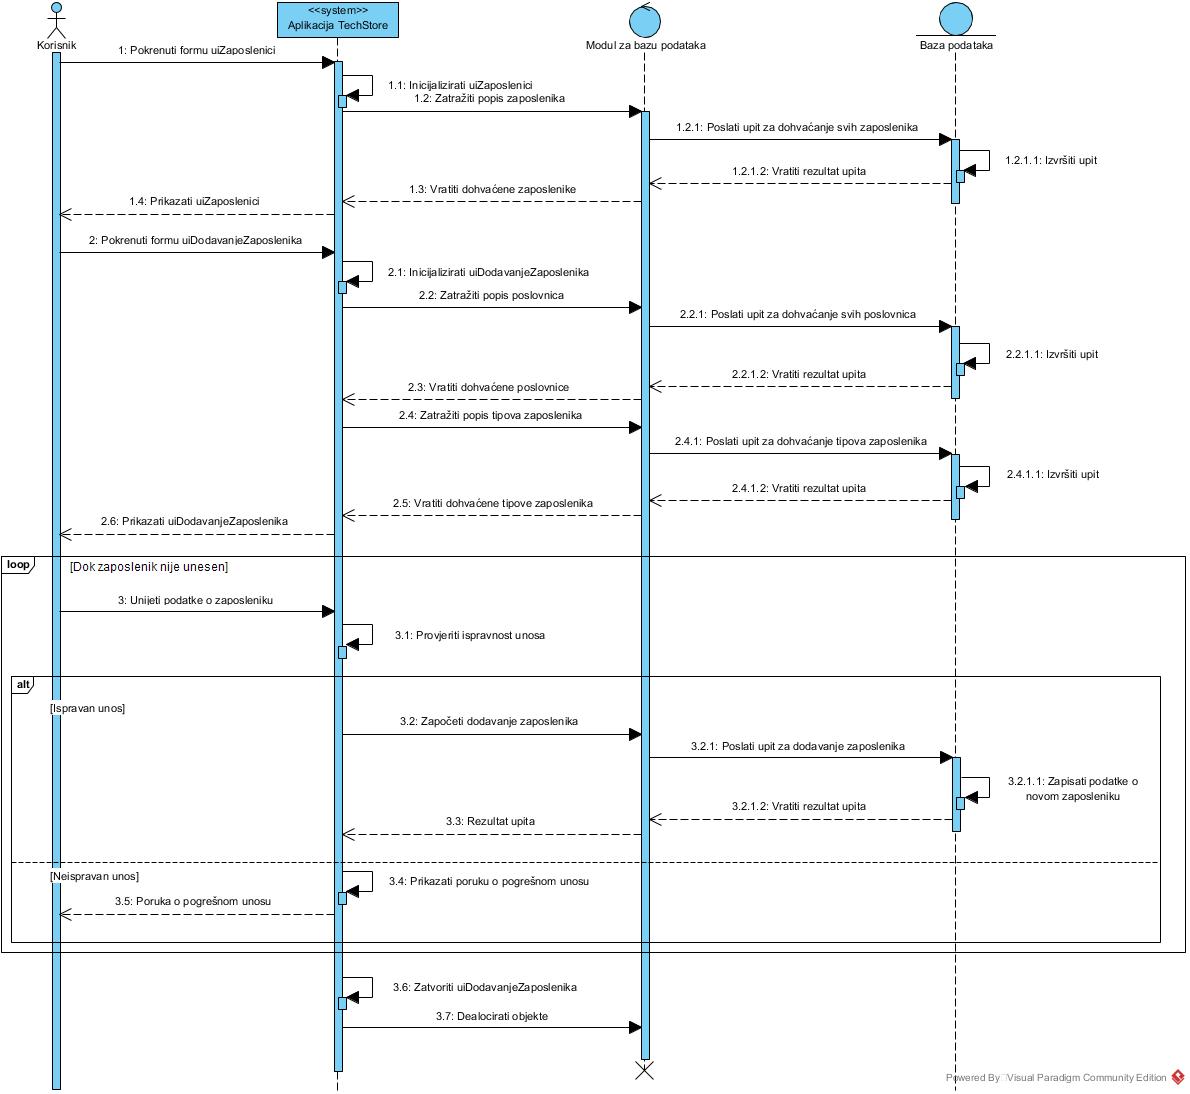 <<system>>
Aplikacija TechStore
Korisnik
Modul za bazu podataka
Baza podataka
1: Pokrenuti formu uiZaposlenici
1.1: Inicijalizirati uiZaposlenici
1.2: Zatražiti popis zaposlenika
1.2.1: Poslati upit za dohvaćanje svih zaposlenika
1.2.1.1: Izvršiti upit
1.2.1.2: Vratiti rezultat upita
1.3: Vratiti dohvaćene zaposlenike
1.4: Prikazati uiZaposlenici
2: Pokrenuti formu uiDodavanjeZaposlenika
2.1: Inicijalizirati uiDodavanjeZaposlenika
2.2: Zatražiti popis poslovnica
2.2.1: Poslati upit za dohvaćanje svih poslovnica
2.2.1.1: Izvršiti upit
2.2.1.2: Vratiti rezultat upita
2.3: Vratiti dohvaćene poslovnice
2.4: Zatražiti popis tipova zaposlenika
2.4.1: Poslati upit za dohvaćanje tipova zaposlenika
2.4.1.1: Izvršiti upit
2.4.1.2: Vratiti rezultat upita
2.5: Vratiti dohvaćene tipove zaposlenika
2.6: Prikazati uiDodavanjeZaposlenika
loop
[Dok zaposlenik nije unesen]
3: Unijeti podatke o zaposleniku
3.1: Provjeriti ispravnost unosa
alt
[Ispravan unos]
3.2: Započeti dodavanje zaposlenika
3.2.1: Poslati upit za dodavanje zaposlenika
3.2.1.1: Zapisati podatke o
novom zaposleniku
3.2.1.2: Vratiti rezultat upita
3.3: Rezultat upita
[Neispravan unos]
3.4: Prikazati poruku o pogrešnom unosu
3.5: Poruka o pogrešnom unosu
3.6: Zatvoriti uiDodavanjeZaposlenika
3.7: Dealocirati objekte
Powered By Visual Paradigm Community Edition